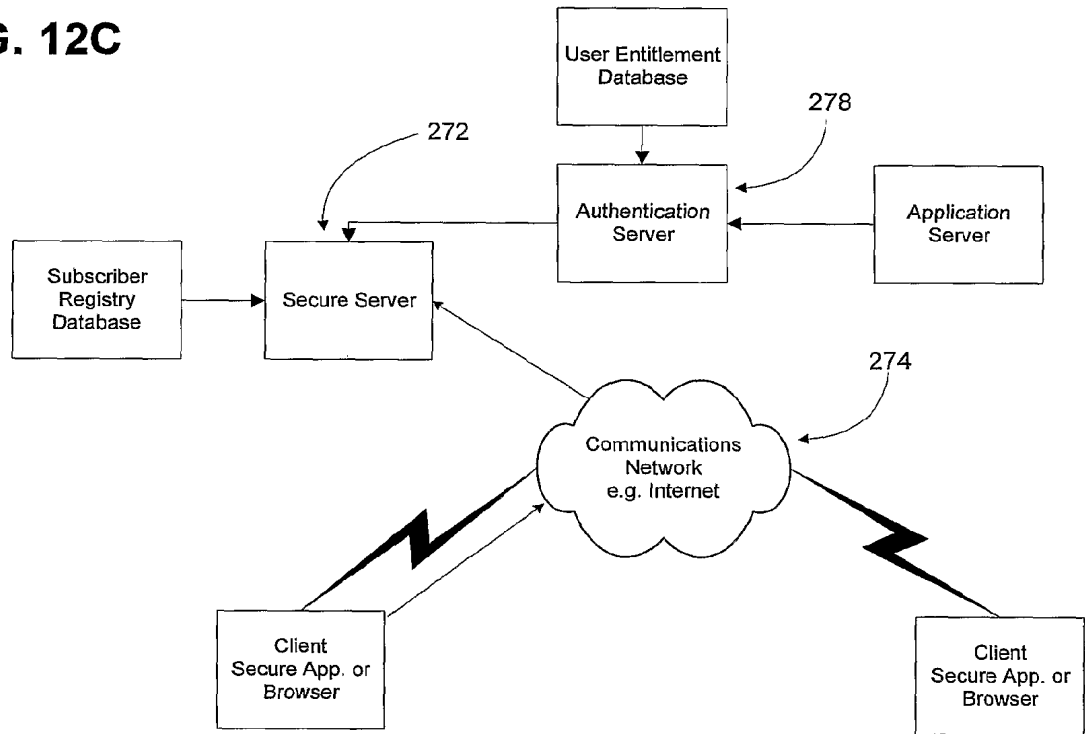 G. 12C
User Entitlement
Database
278
272
Authentication
Server
Application
Server
Subscriber
Registry
Database
Secure Server
274
Communications
Network
e.g. Internet
Client
Secure App. or
Browser
Client
Secure App. or
Browser